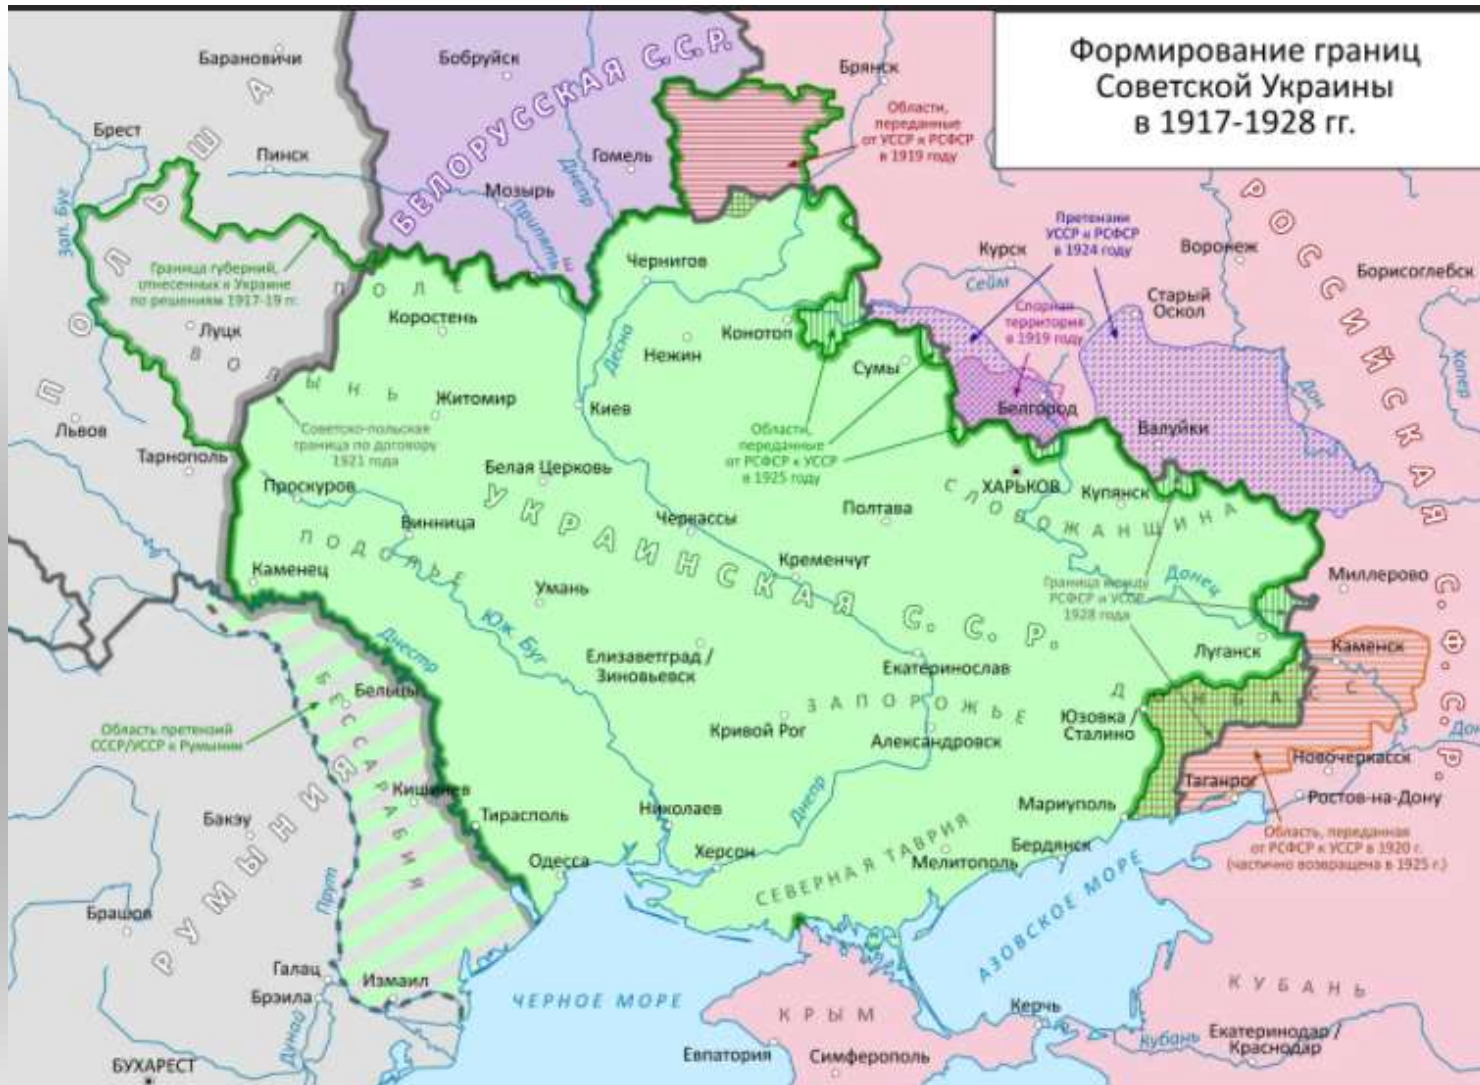 Формирование границ
Советской Украины
в 1917-1928 гг.
Барановичи
Бобруйск
БЕЛОРУССКАЯ С.С.Р.
Брянск
Области,
переданные
от УССР к РСФСР
в 1919 году
Брест
Пинск
Гомель
Мозырь
Днепр
Припять
Зап. Буг
ПОЛЬША
РОССИЙСКАЯ С.Ф.С.Р.
Претензии
УССР к РСФСР
в 1924 году
Курск
Сейм
Воронеж
Борисоглебск
Старый
Оскол
Хопер
Дон
Спорная
территория
в 1919 году
Чернигов
Граница губерний,
отнесенных к Украине
по решениям 1917-19 гг.
Луцк
ВОЛЫНЬ
Коростень
Конотоп
Нежин
Десна
Сумы
Белгород
Валуйки
Житомир
Киев
Львов
Советско-польская
граница по договору
1921 года
Тарнополь
Области,
переданные
от РСФСР к УССР
в 1925 году
Белая Церковь
Проскуров
ХАРЬКОВ
Купянск
СЛОБОЖАНЩИНА
Полтава
Винница
Черкассы
УКРАИНСКАЯ С.С.Р.
ПОДОЛЬЕ
Каменец
Умань
Кременчуг
Донец
Граница между
РСФСР и УССР
1928 года
Миллерово
Днестр
Юж. Буг
Елизаветград /
Зиновьевск
Екатеринослав
Луганск
Каменск
Бельцы
БЕССАРАБИЯ
Область претензий
СССР/УССР к Румынии
ЗАПОРОЖЬЕ
ДОНБАСС
Кривой Рог
Александровск
Юзовка /
Сталино
Новочеркасск
Дон
Таганрог
Ростов-на-Дону
Кишинев
Тирасполь
Николаев
Днепр
Мариуполь
Бакэу
РУМЫНИЯ
Одесса
Херсон
СЕВЕРНАЯ ТАВРИЯ
Мелитополь
Бердянск
Область, переданная
от РСФСР к УССР в 1920 г.
(частично возвращена в 1925 г.)
Прут
Брашов
АЗОВСКОЕ МОРЕ
Галац
Брэила
Измаил
ЧЕРНОЕ МОРЕ
КРЫМ
Керчь
КУБАНЬ
Дунай
БУХАРЕСТ
Евпатория
Симферополь
Кубань
Екатеринодар /
Краснодар